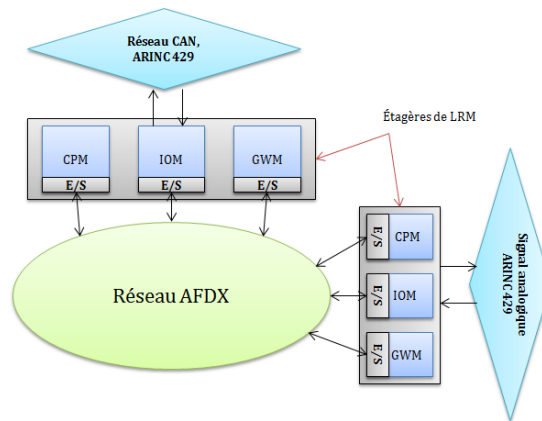 Réseau CAN,
ARINC 429
Étagères de LRM
CPM
IOM
GWM
E/S
E/S
E/S
Réseau AFDX
E/S
CPM
E/S
IOM
E/S
GWM
Signal analogique
ARINC 429